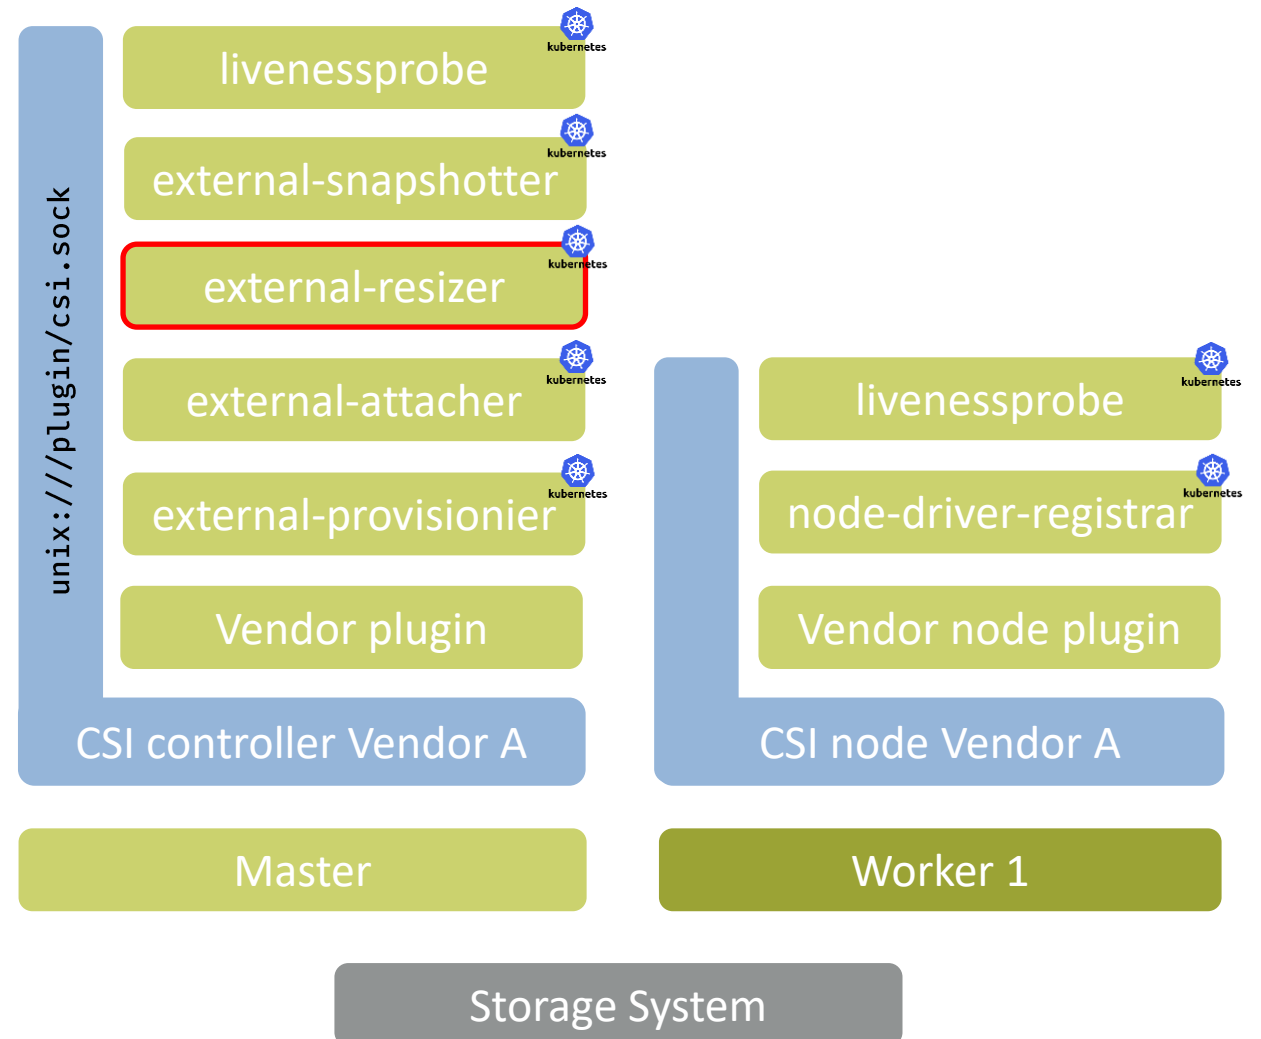 kubernetes
livenessprobe
kubernetes
external-snapshotter
kubernetes
external-resizer
kubernetes
external-attacher
kubernetes
external-provisionier
Vendor plugin
unix:///plugin/csi.sock
CSI controller Vendor A
Master
kubernetes
livenessprobe
kubernetes
node-driver-registrar
Vendor node plugin
CSI node Vendor A
Worker 1
Storage System